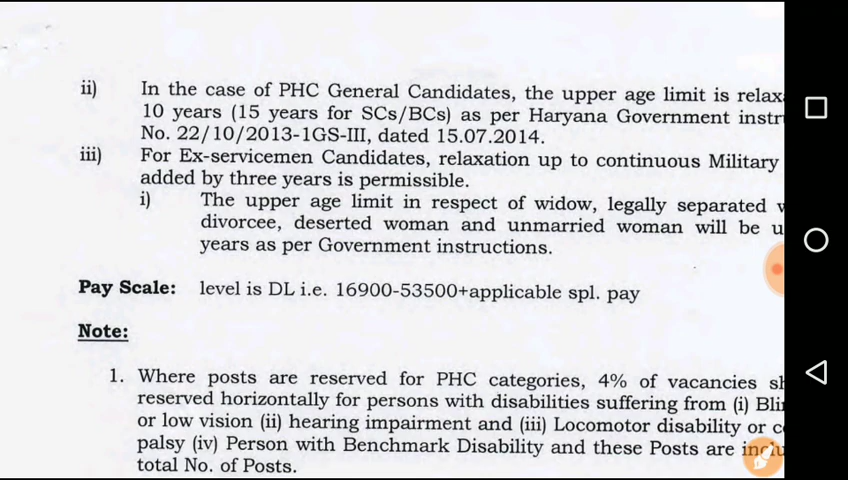 ii) In the case of PHC General Candidates, the upper age limit is
10 years (15 years for SCs/BCs) as per Haryana Government
No. 22/10/2013-1GS-III, dated 15.07.2014.
iii) For Ex-servicemen Candidates, relaxation up to continuous Military
added by three years is permissible.
i) The upper age limit in respect of widow, legally separated
divorcee, deserted woman and unmarried woman will be
years as per Government instructions.
Pay Scale: level is DL i.e. 16900-53500+applicable spl. pay
Note:
1. Where posts are reserved for PHC categories, 4% of vacancies
reserved horizontally for persons with disabilities suffering from (i)
or low vision (ii) hearing impairment and (iii) Locomotor disability or
palsy (iv) Person with Benchmark Disability and these Posts are
total No. of Posts.